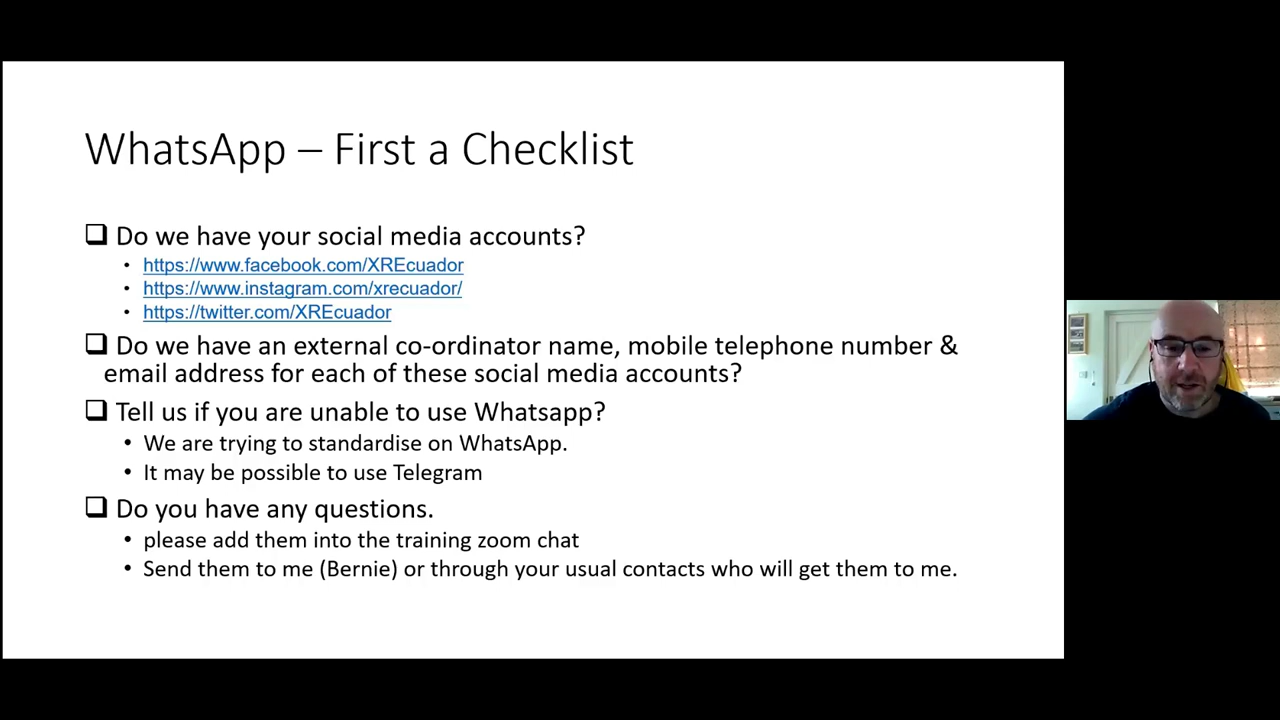 WhatsApp – First a Checklist
Do we have your social media accounts?
https://www.facebook.com/XREcuador
https://www.instagram.com/xrecuador/
https://twitter.com/XREcuador
Do we have an external co-ordinator name, mobile telephone number &
email address for each of these social media accounts?
Tell us if you are unable to use Whatsapp?
We are trying to standardise on WhatsApp.
It may be possible to use Telegram
Do you have any questions.
please add them into the training zoom chat
Send them to me (Bernie) or through your usual contacts who will get them to me.